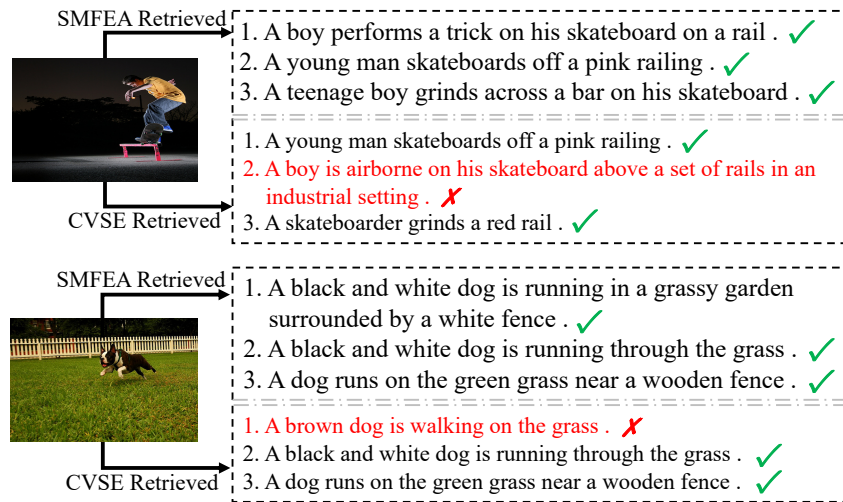 SMFEA Retrieved
1. A boy performs a trick on his skateboard on a rail .
2. A young man skateboards off a pink railing .
3. A teenage boy grinds across a bar on his skateboard .
1. A young man skateboards off a pink railing .
2. A boy is airborne on his skateboard above a set of rails in an
industrial setting .
3. A skateboarder grinds a red rail .
CVSE Retrieved
SMFEA Retrieved
1. A black and white dog is running in a grassy garden
surrounded by a white fence .
2. A black and white dog is running through the grass .
3. A dog runs on the green grass near a wooden fence .
1. A brown dog is walking on the grass .
2. A black and white dog is running through the grass .
3. A dog runs on the green grass near a wooden fence .
CVSE Retrieved